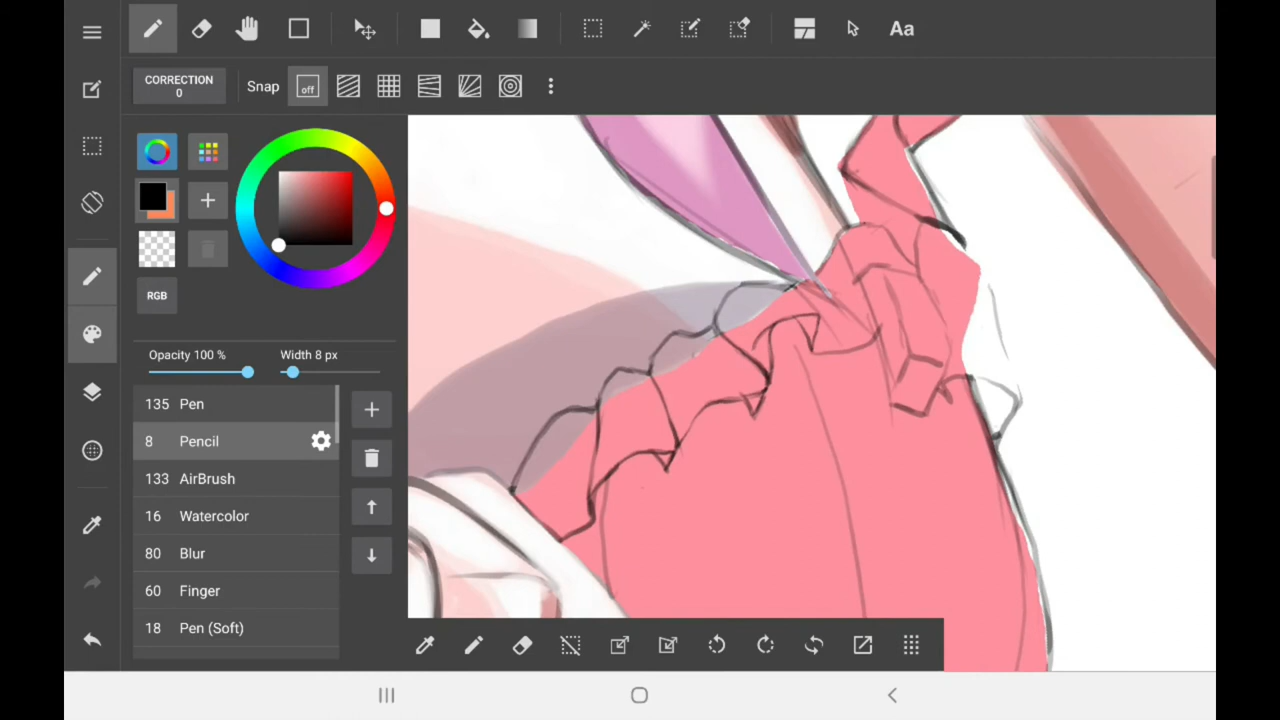 Aa
CORRECTION
0
Snap
off
RGB
Opacity 100 %
Width 8 px
135 Pen
8 Pencil
133 AirBrush
16 Watercolor
80 Blur
60 Finger
18 Pen (Soft)